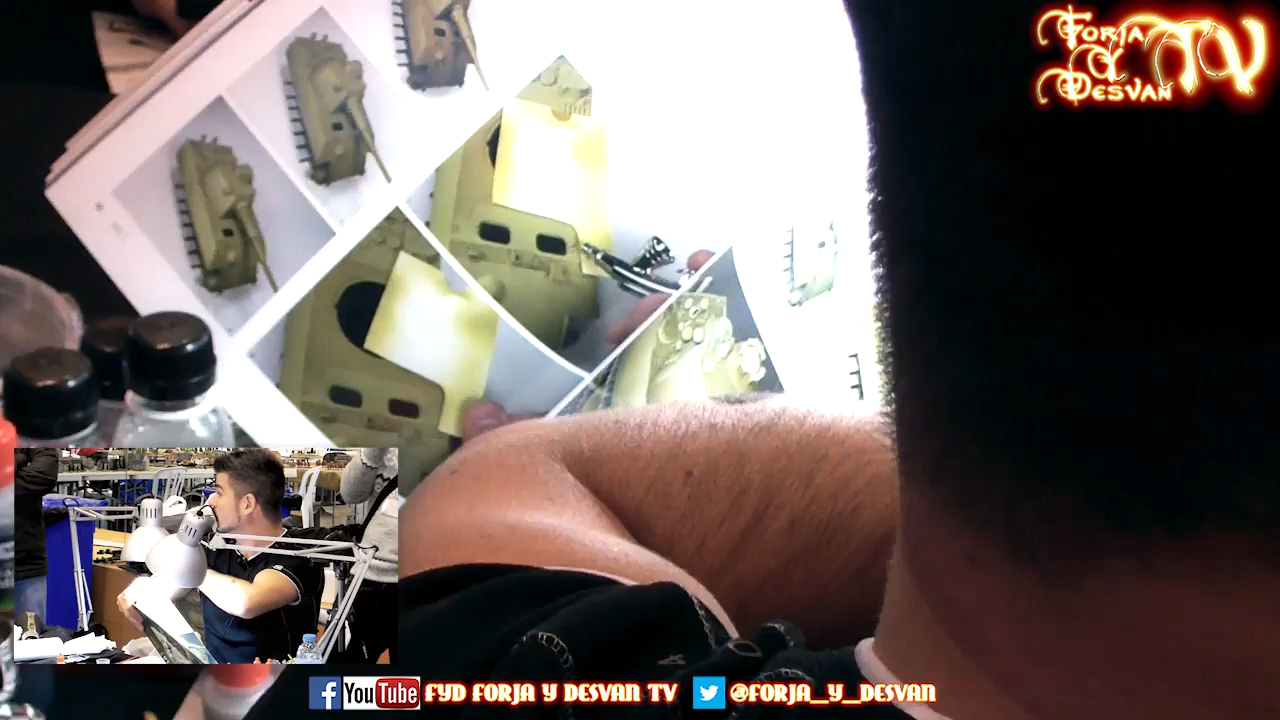 FORJA
Y
DESVAN
TV
f YouTube FYD FORJA Y DESVAN TV @FORJA_Y_DESVAN